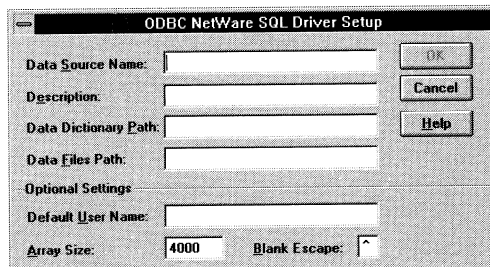 ODBC NetWare SQL Driver Setup
Data Source Name:
OK
Description:
Cancel
Data Dictionary Path:
Help
Data Files Path:
Optional Settings
Default User Name:
Array Size: 4000 Blank Escape: ^